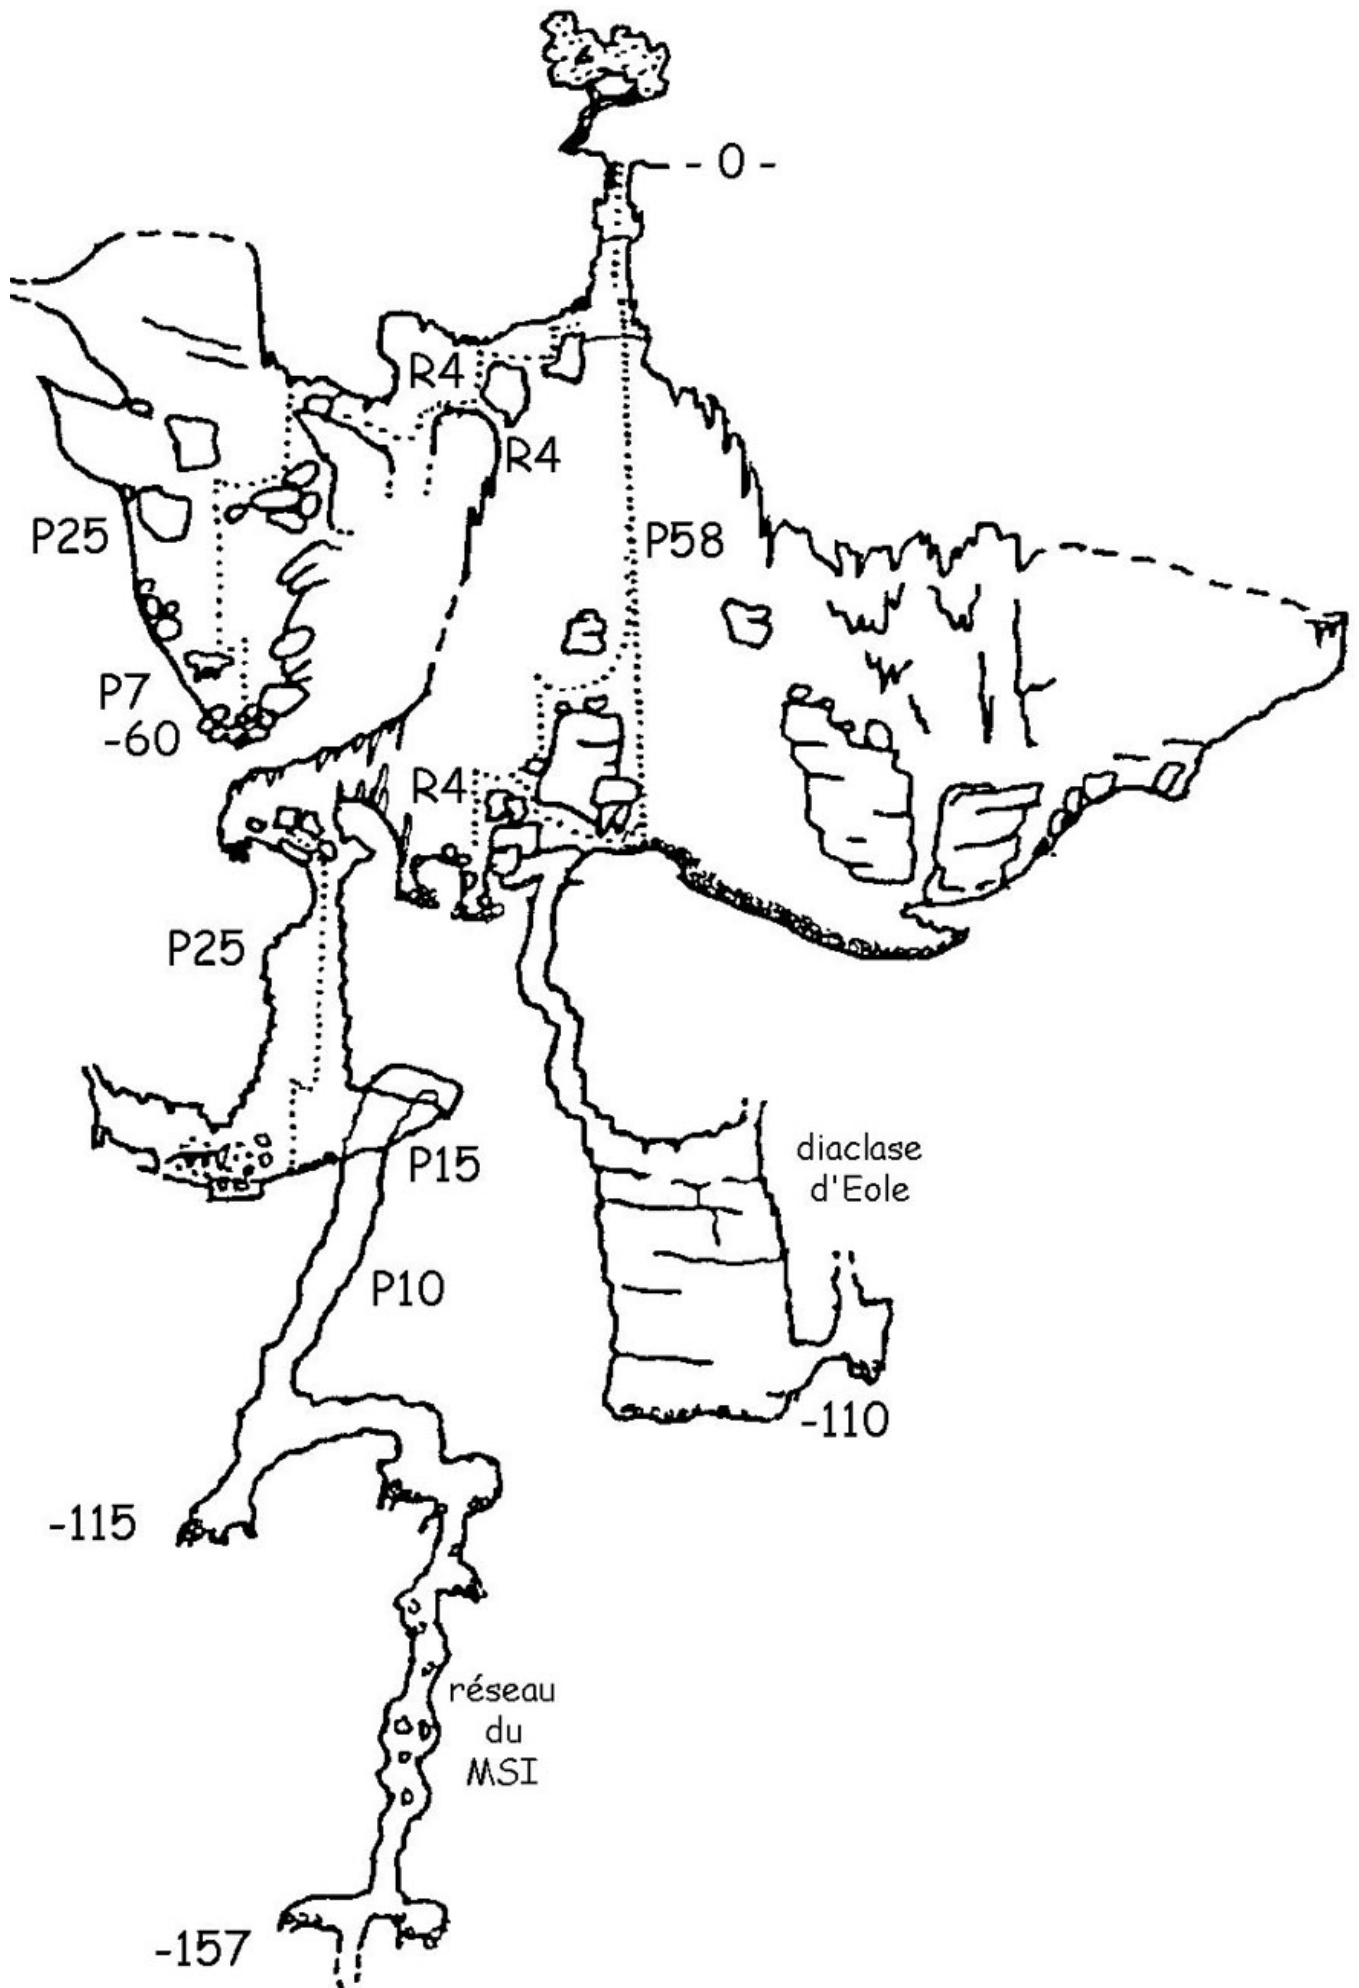 - 0 -
R4
R4
P25
P58
P7
-60
R4
P25
P15
diaclase
d'Eole
P10
-110
-115
réseau
du
MSI
-157